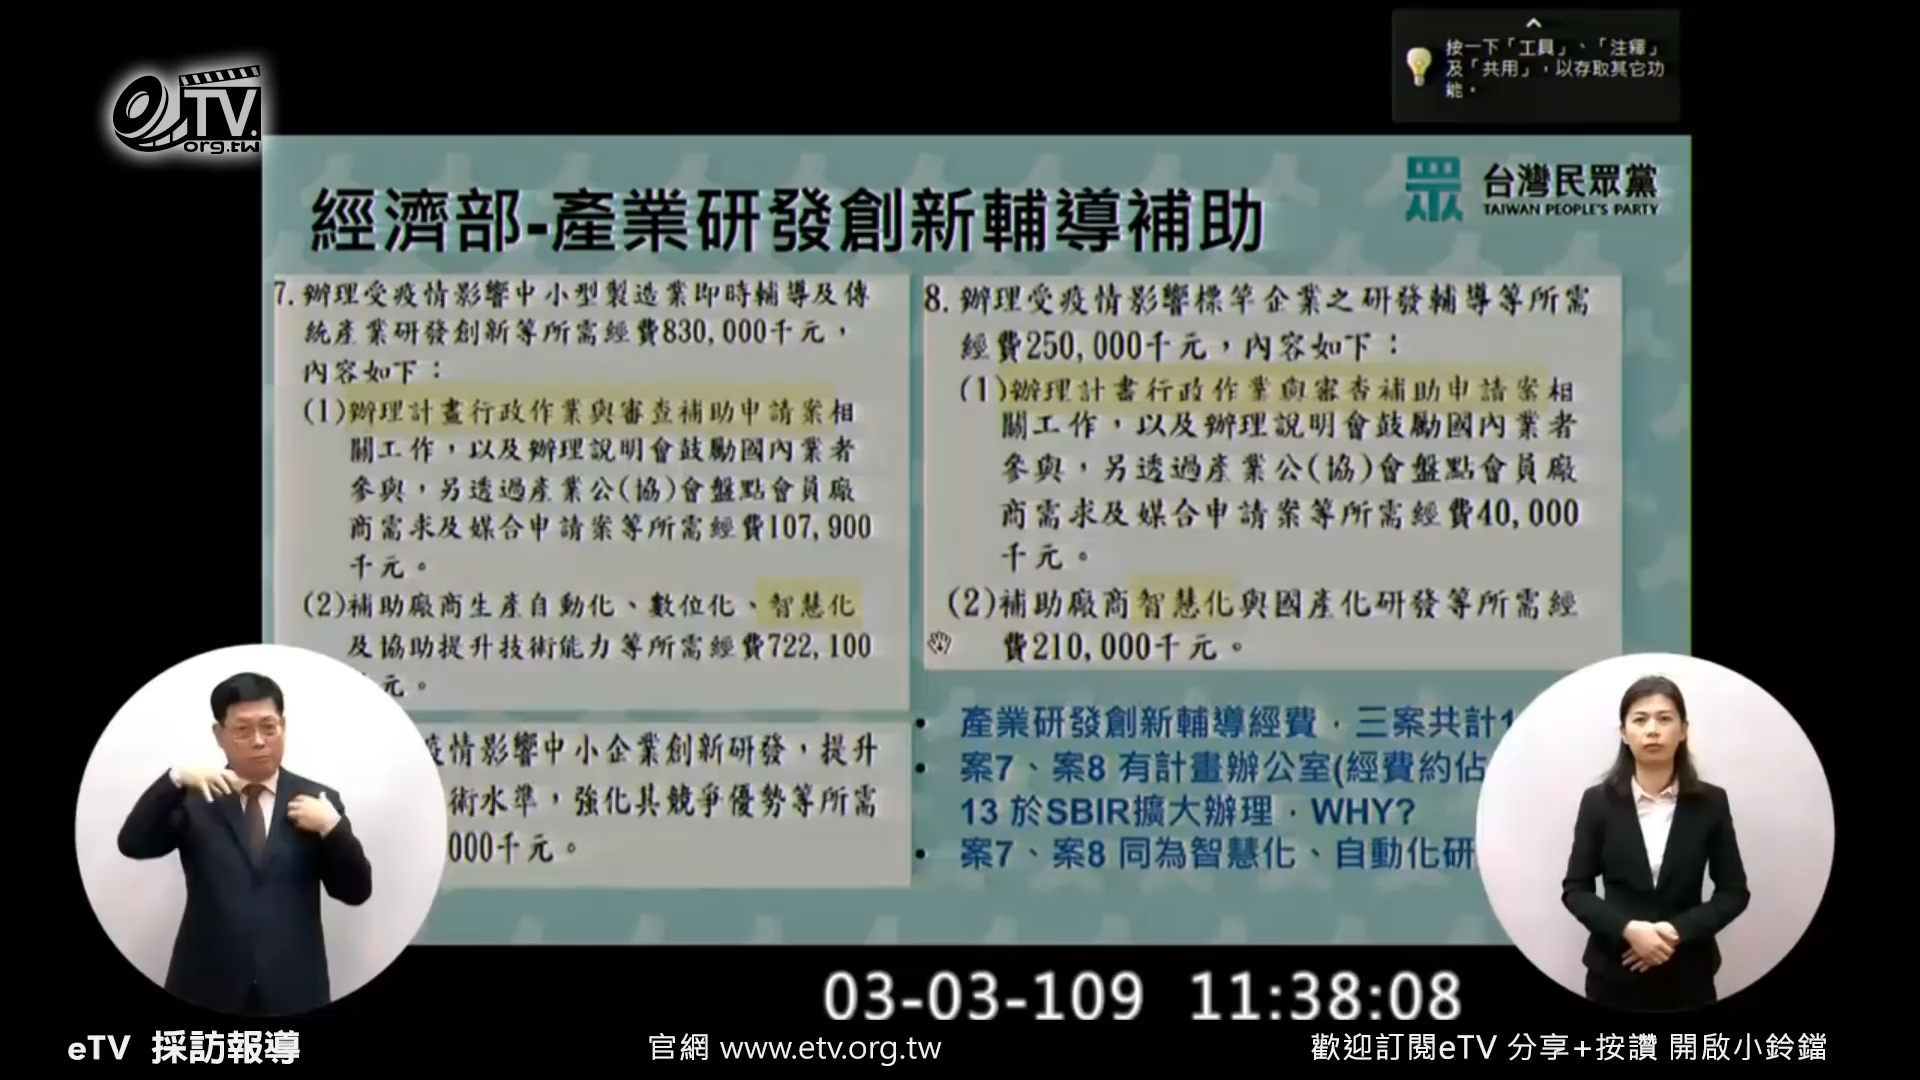 eTV.
org.tw
按一下「工具」、「注釋」
及「共用」，以存取其它功
能。
眾 台灣民眾黨
TAIWAN PEOPLE'S PARTY
經濟部-產業研發創新輔導補助
7.辦理受疫情影響中小型製造業即時輔導及傳
統產業研發創新等所需經費830,000千元，
內容如下：
(1)辦理計畫行政作業與審查補助申請案相
關工作，以及辦理說明會鼓勵國內業者
參與，另透過產業公(協)會盤點會員廠
商需求及媒合申請案等所需經費107,900
千元。
(2)補助廠商生產自動化、數位化、智慧化
及協助提升技術能力等所需經費722,100
元。
疫情影響中小企業創新研發，提升
術水準，強化其競爭優勢等所需
000千元。
8.辦理受疫情影響標竿企業之研發輔導等所需
經費250,000千元，內容如下：
(1)辦理計畫行政作業與審查補助申請案相
關工作，以及辦理說明會鼓勵國內業者
參與，另透過產業公(協)會盤點會員廠
商需求及媒合申請案等所需經費40,000
千元。
(2)補助廠商智慧化與國產化研發等所需經
費210,000千元。
• 產業研發創新輔導經費，三案共計1
• 案7、案8 有計畫辦公室(經費約佔
13 於SBIR擴大辦理，WHY?
• 案7、案8 同為智慧化、自動化研
03-03-109 11:38:08
eTV 採訪報導
官網 www.etv.org.tw
歡迎訂閱eTV 分享+按讚 開啟小鈴鐺